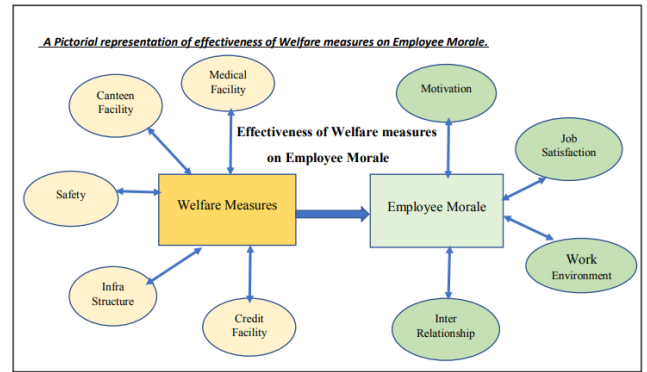 A Pictorial representation of effectiveness of Welfare measures on Employee Morale.
Medical
Facility
Canteen
Facility
Motivation
Effectiveness of Welfare measures
on Employee Morale
Job
Satisfaction
Safety
Welfare Measures
Employee Morale
Work
Environment
Infra
Structure
Credit
Facility
Inter
Relationship